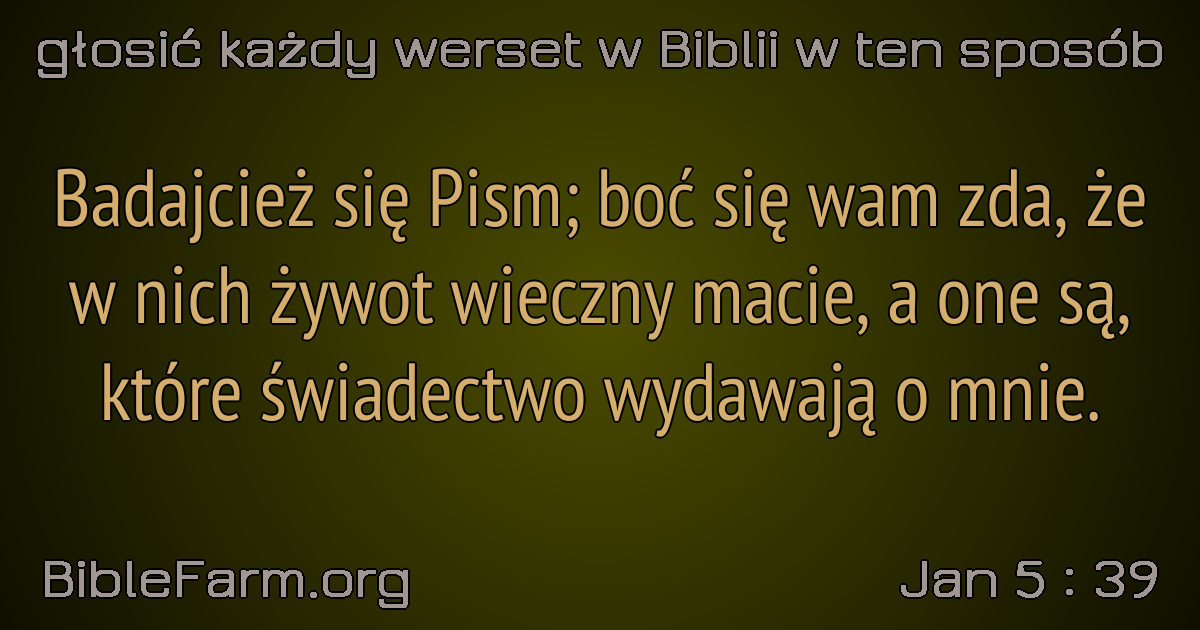 głosić każdy werset w Biblii w ten sposób
Badajcież się Pism; boć się wam zda, że
w nich żywot wieczny macie, a one są,
które świadectwo wydawają o mnie.
BibleFarm.org
Jan 5 : 39